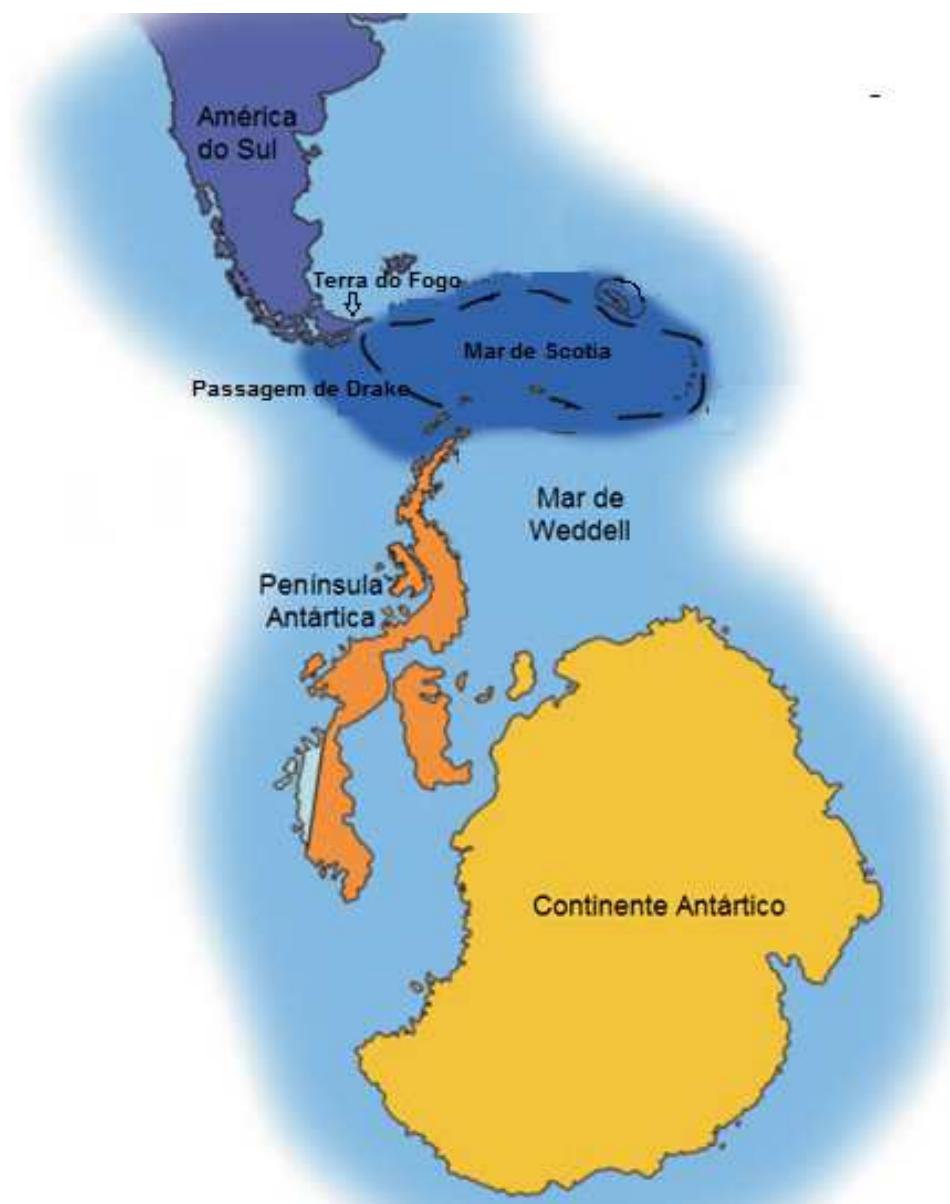 América
do Sul
Terra do Fogo
Mar de Scotia
Passagem de Drake
Mar de
Weddell
Península
Antártica
Continente Antártico